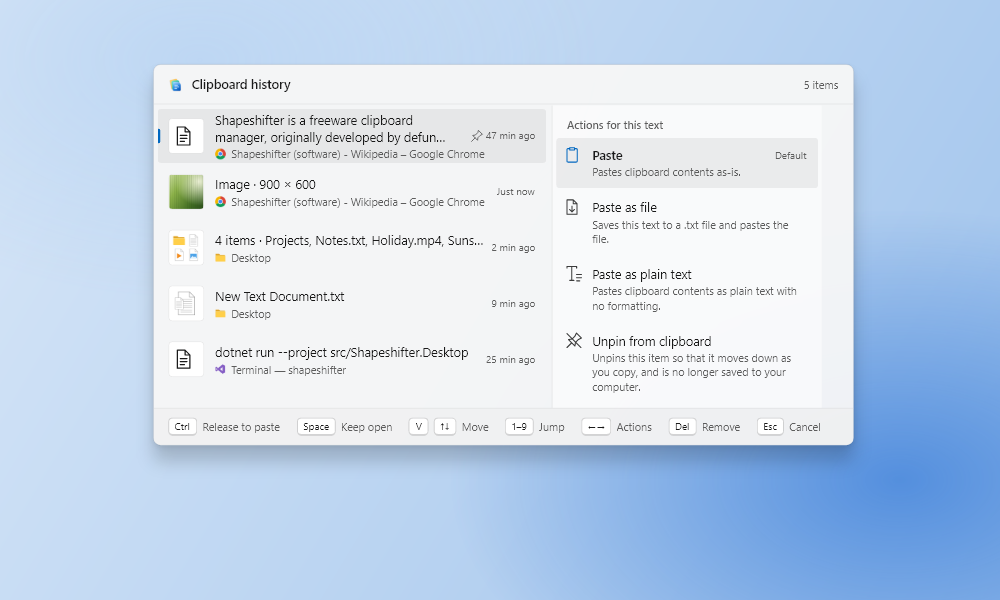 Clipboard history
5 items
Shapeshifter is a freeware clipboard
manager, originally developed by defun...
47 min ago
Shapeshifter (software) - Wikipedia – Google Chrome
Image · 900 × 600
Just now
Shapeshifter (software) - Wikipedia – Google Chrome
4 items · Projects, Notes.txt, Holiday.mp4, Suns...
2 min ago
Desktop
New Text Document.txt
9 min ago
Desktop
dotnet run --project src/Shapeshifter.Desktop
25 min ago
Terminal — shapeshifter
Actions for this text
Paste
Default
Pastes clipboard contents as-is.
Paste as file
Saves this text to a .txt file and pastes the
file.
Paste as plain text
Pastes clipboard contents as plain text with
no formatting.
Unpin from clipboard
Unpins this item so that it moves down as
you copy, and is no longer saved to your
computer.
Ctrl Release to paste Space Keep open V ↑↓ Move 1–9 Jump ←→ Actions Del Remove Esc Cancel